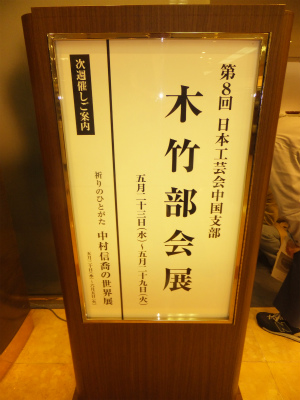 第8回 日本工芸会中国支部
木竹部会展
五月二十三日(水)～五月二十九日(火)
次週催しご案内
祈りのひとがた 中村信喬の世界展